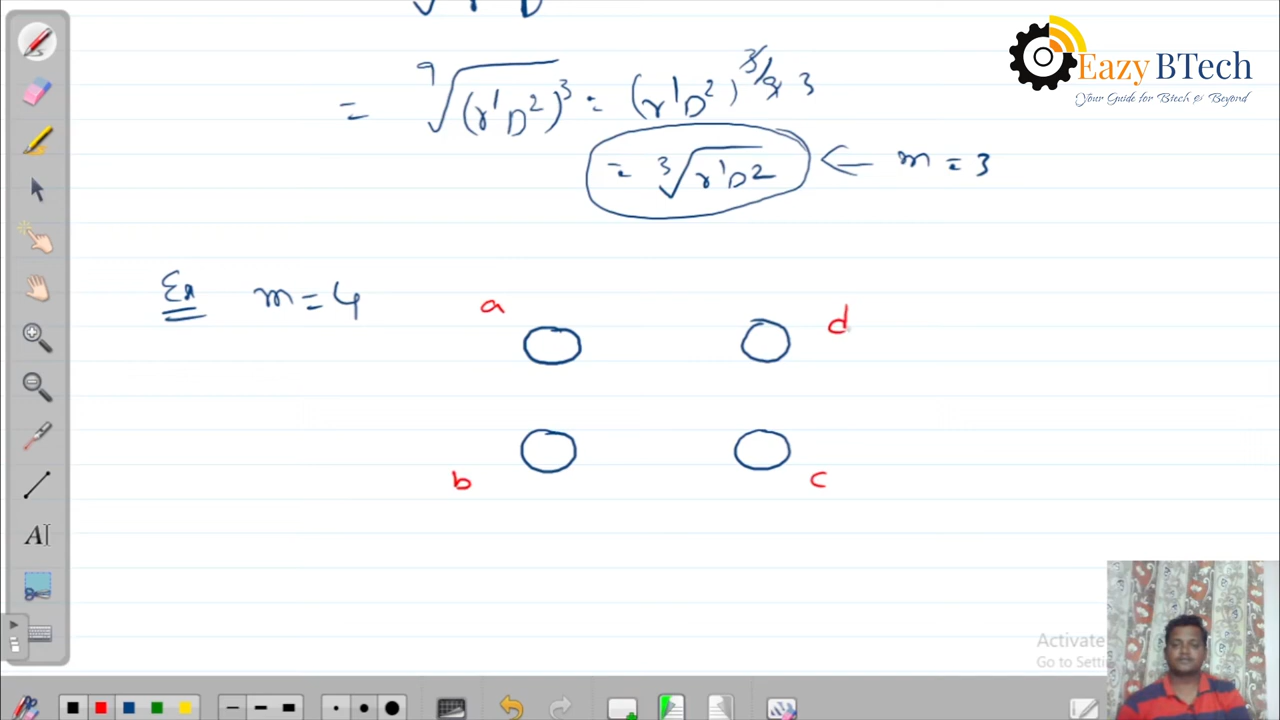 Eazy BTech
Your Guide for Btech & Beyond
= ⁹√(r'D²)³ = (r'D²)^3/9 3
= ³√r'D² ← m = 3
Ex m = 4
a
d
b
c
A
Activate
Go to Setti